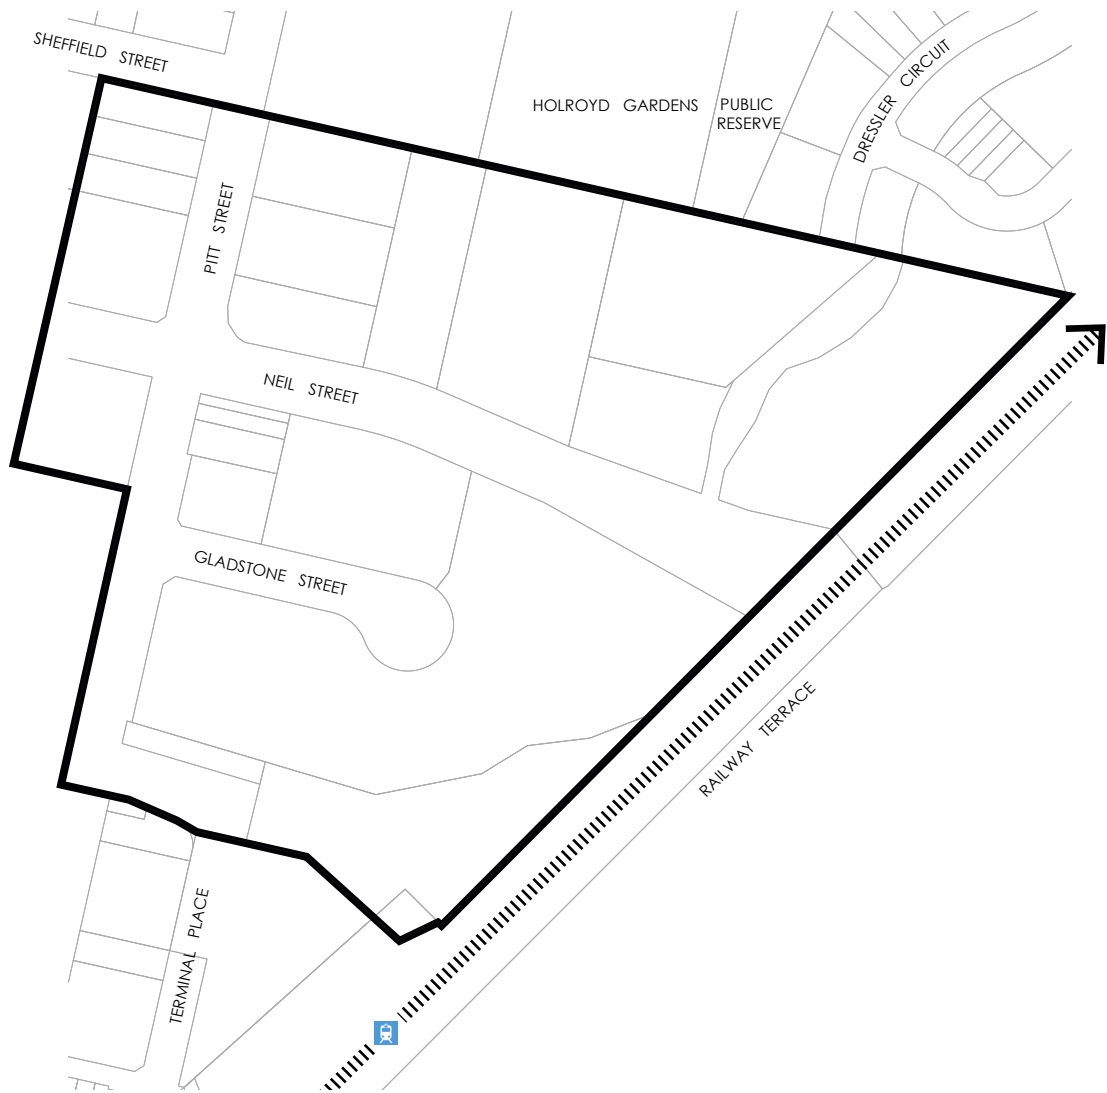 SHEFFIELD STREET
HOLROYD GARDENS PUBLIC
RESERVE
DRESSLER CIRCUIT
PITT STREET
NEIL STREET
GLADSTONE STREET
RAILWAY TERRACE
TERMINAL PLACE